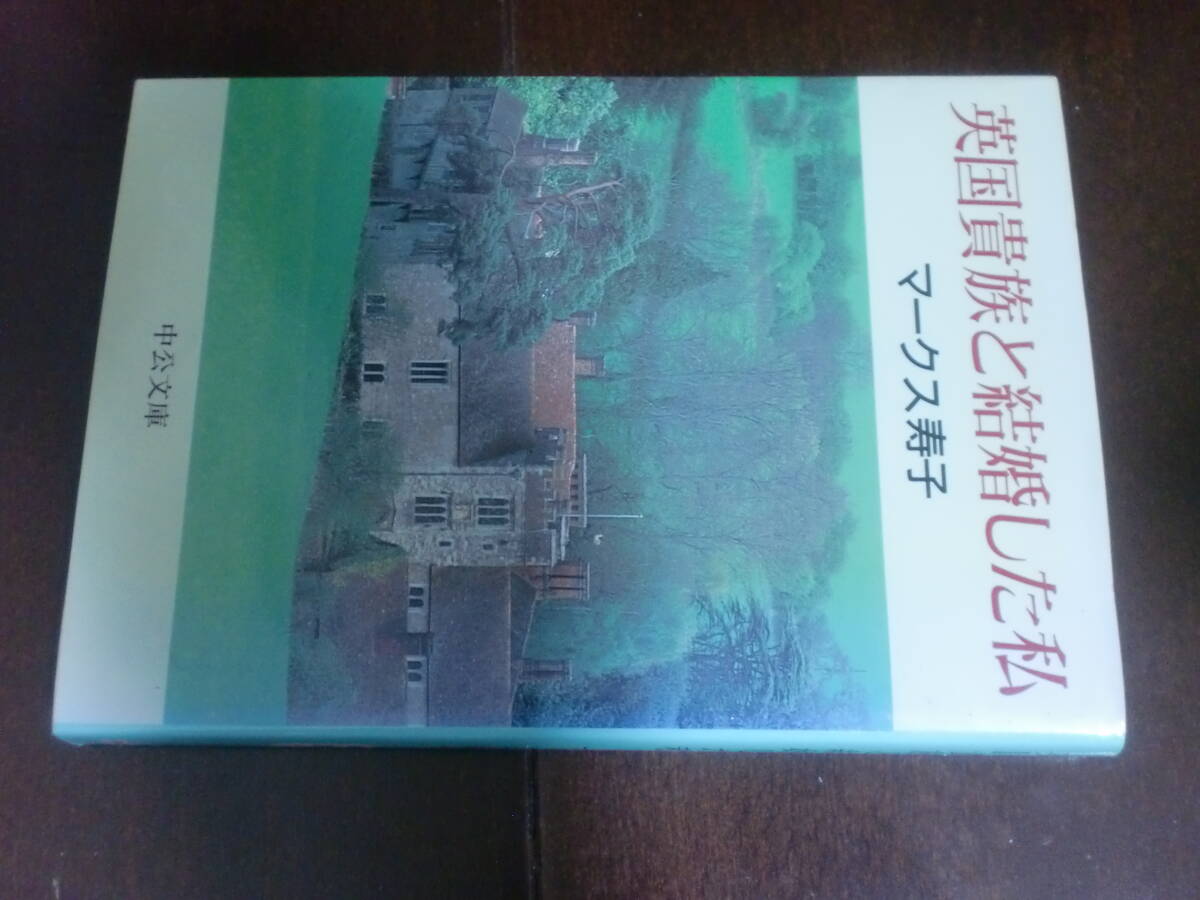 英国貴族と結婚した私
マークス寿子
中公文庫